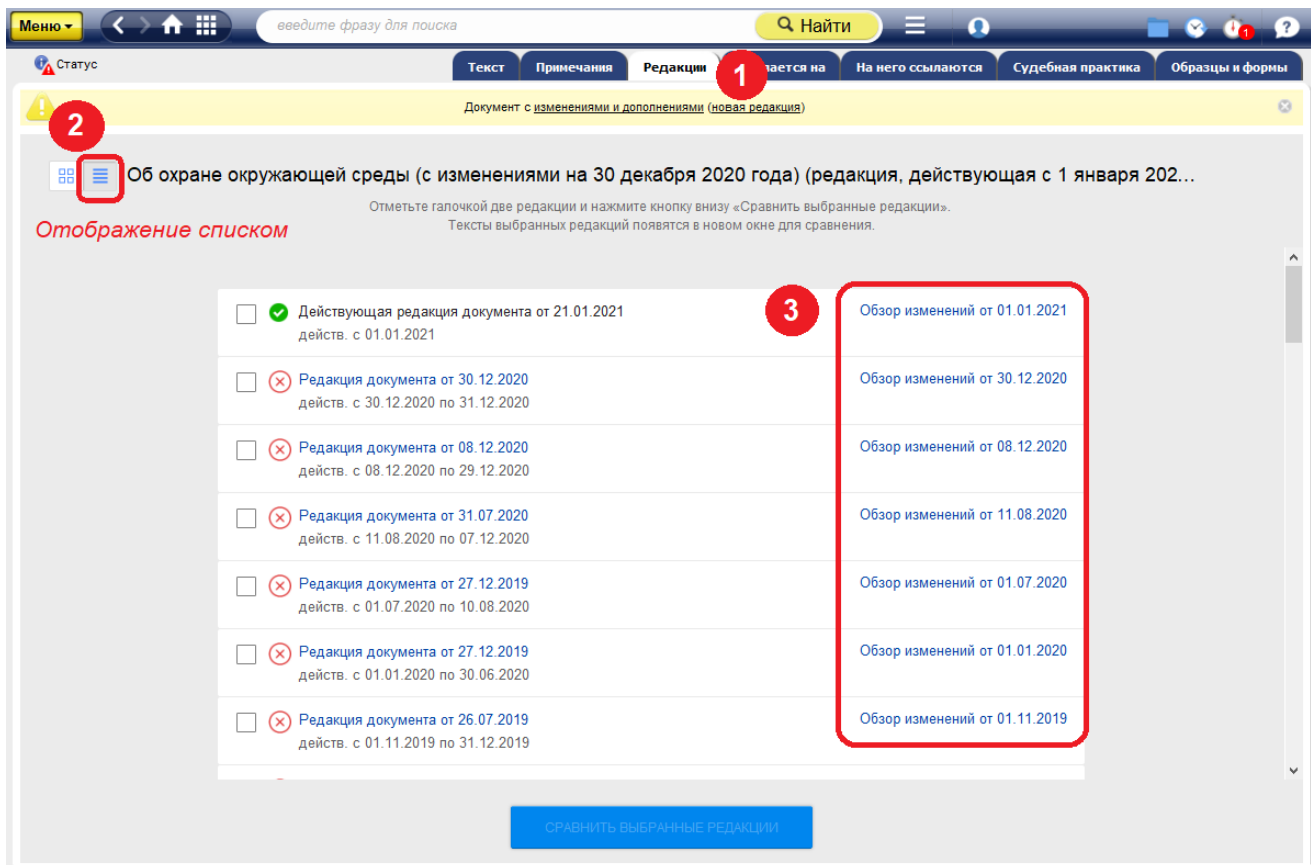 Меню
введите фразу для поиска
Найти
1
?
Статус
Текст
Примечания
Редакции
1
ается на
На него ссылаются
Судебная практика
Образцы и формы
Документ с изменениями и дополнениями (новая редакция)
2
Об охране окружающей среды (с изменениями на 30 декабря 2020 года) (редакция, действующая с 1 января 202...
Отметьте галочкой две редакции и нажмите кнопку внизу «Сравнить выбранные редакции».
Отображение списком
Тексты выбранных редакций появятся в новом окне для сравнения.
3
Действующая редакция документа от 21.01.2021
Обзор изменений от 01.01.2021
действ. с 01.01.2021
Редакция документа от 30.12.2020
Обзор изменений от 30.12.2020
действ. с 30.12.2020 по 31.12.2020
Редакция документа от 08.12.2020
Обзор изменений от 08.12.2020
действ. с 08.12.2020 по 29.12.2020
Редакция документа от 31.07.2020
Обзор изменений от 11.08.2020
действ. с 11.08.2020 по 07.12.2020
Редакция документа от 27.12.2019
Обзор изменений от 01.07.2020
действ. с 01.07.2020 по 10.08.2020
Редакция документа от 27.12.2019
Обзор изменений от 01.01.2020
действ. с 01.01.2020 по 30.06.2020
Редакция документа от 26.07.2019
Обзор изменений от 01.11.2019
действ. с 01.11.2019 по 31.12.2019
СРАВНИТЬ ВЫБРАННЫЕ РЕДАКЦИИ